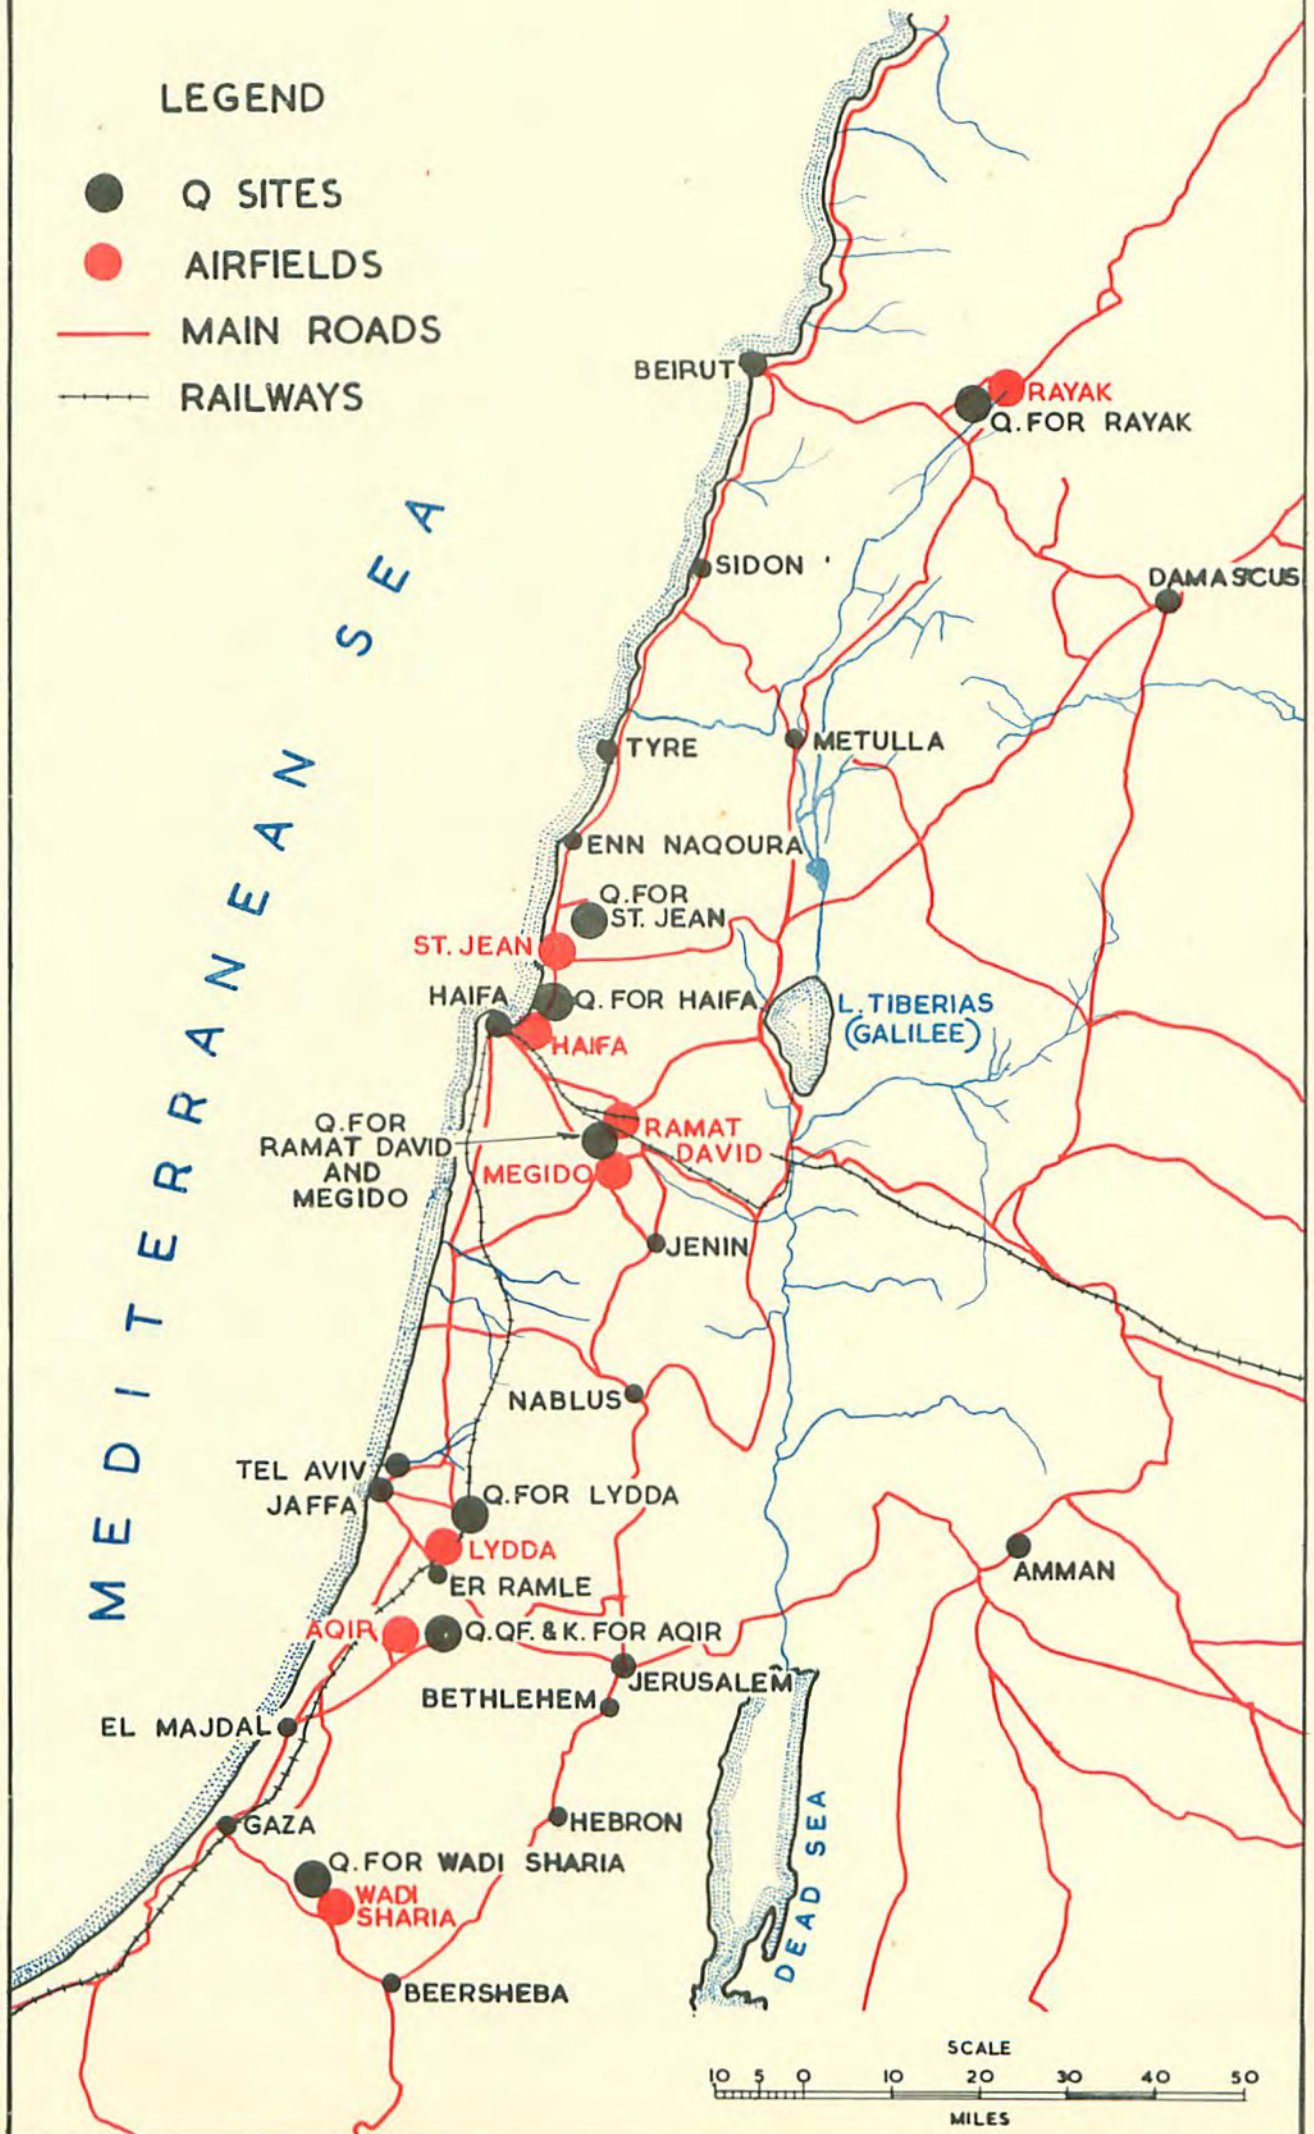 LEGEND
Q SITES
AIRFIELDS
MAIN ROADS
RAILWAYS
MEDITERRANEAN SEA
BEIRUT
RAYAK
Q. FOR RAYAK
SIDON
DAMASCUS
TYRE
METULLA
ENN NAQOURA
Q. FOR
ST. JEAN
ST. JEAN
HAIFA
Q. FOR HAIFA
HAIFA
L. TIBERIAS
(GALILEE)
Q. FOR
RAMAT DAVID
AND
MEGIDO
RAMAT
DAVID
MEGIDO
JENIN
NABLUS
TEL AVIV
JAFFA
Q. FOR LYDDA
LYDDA
ER RAMLE
AMMAN
AQIR
Q. QF. & K. FOR AQIR
JERUSALEM
BETHLEHEM
EL MAJDAL
GAZA
HEBRON
DEAD SEA
Q. FOR WADI SHARIA
WADI
SHARIA
BEERSHEBA
SCALE
10 5 0 10 20 30 40 50
MILES